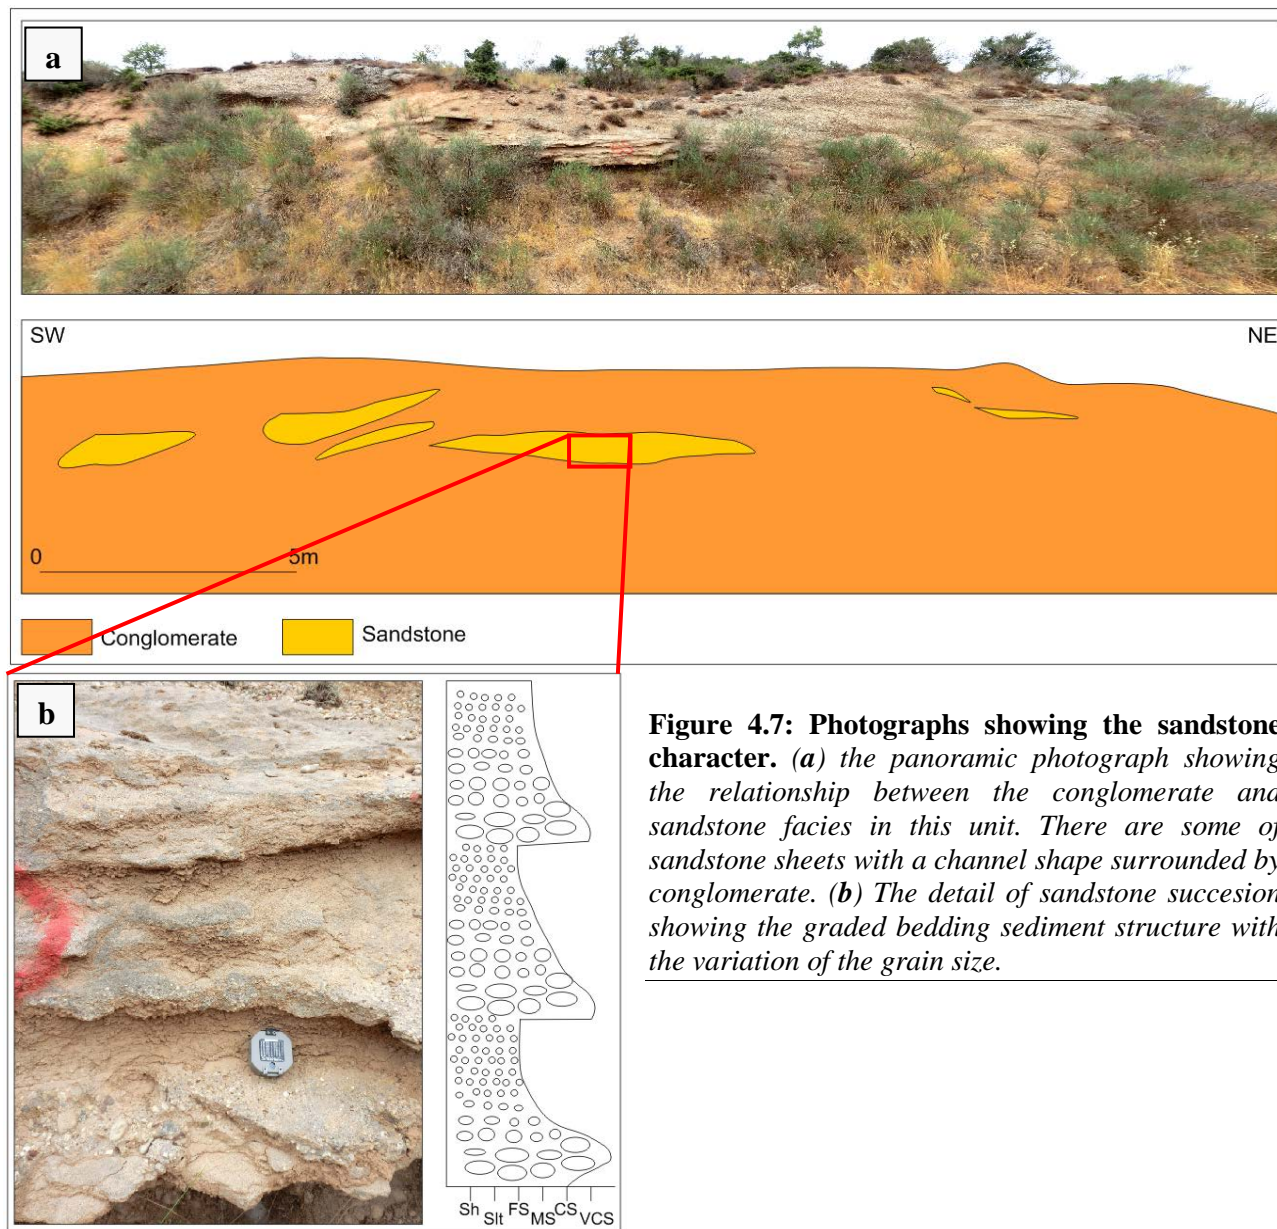 a
SW NE
0 5m
Conglomerate Sandstone
b
Sh Slt FS MS CS VCS
Figure 4.7: Photographs showing the sandstone
character. (a) the panoramic photograph showing
the relationship between the conglomerate and
sandstone facies in this unit. There are some of
sandstone sheets with a channel shape surrounded by
conglomerate. (b) The detail of sandstone succesion
showing the graded bedding sediment structure with
the variation of the grain size.